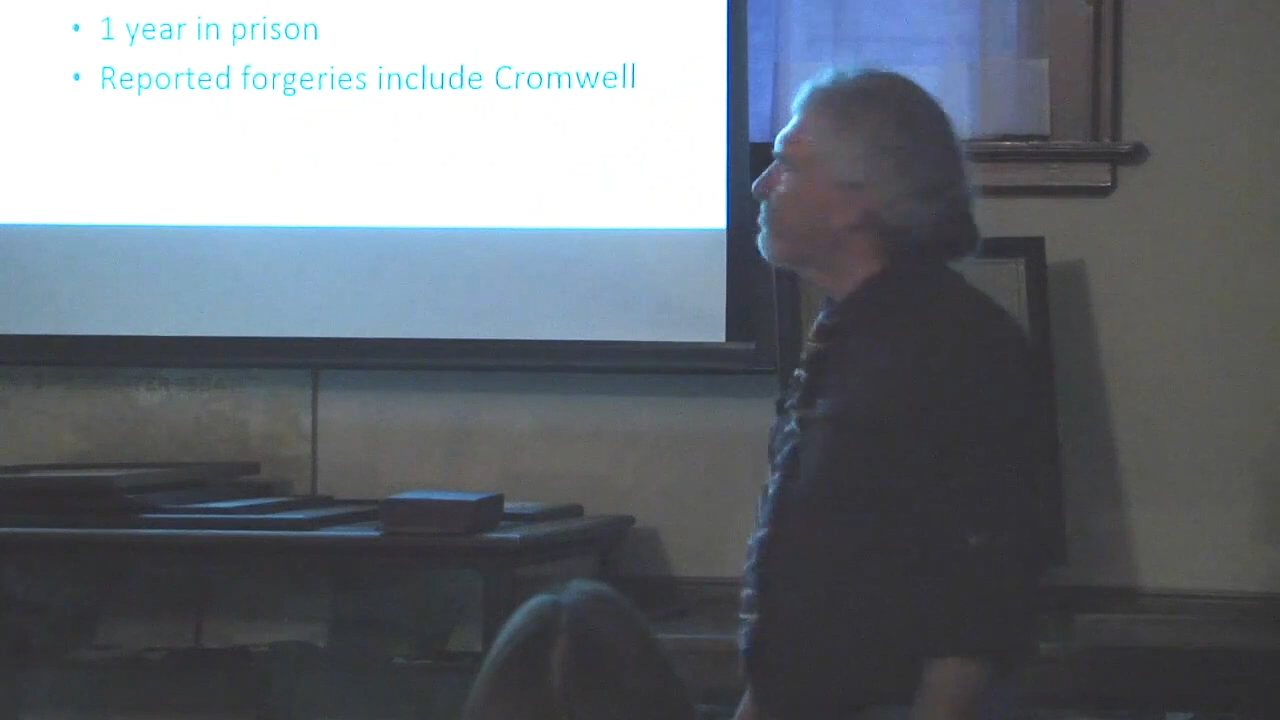 • 1 year in prison
• Reported forgeries include Cromwell